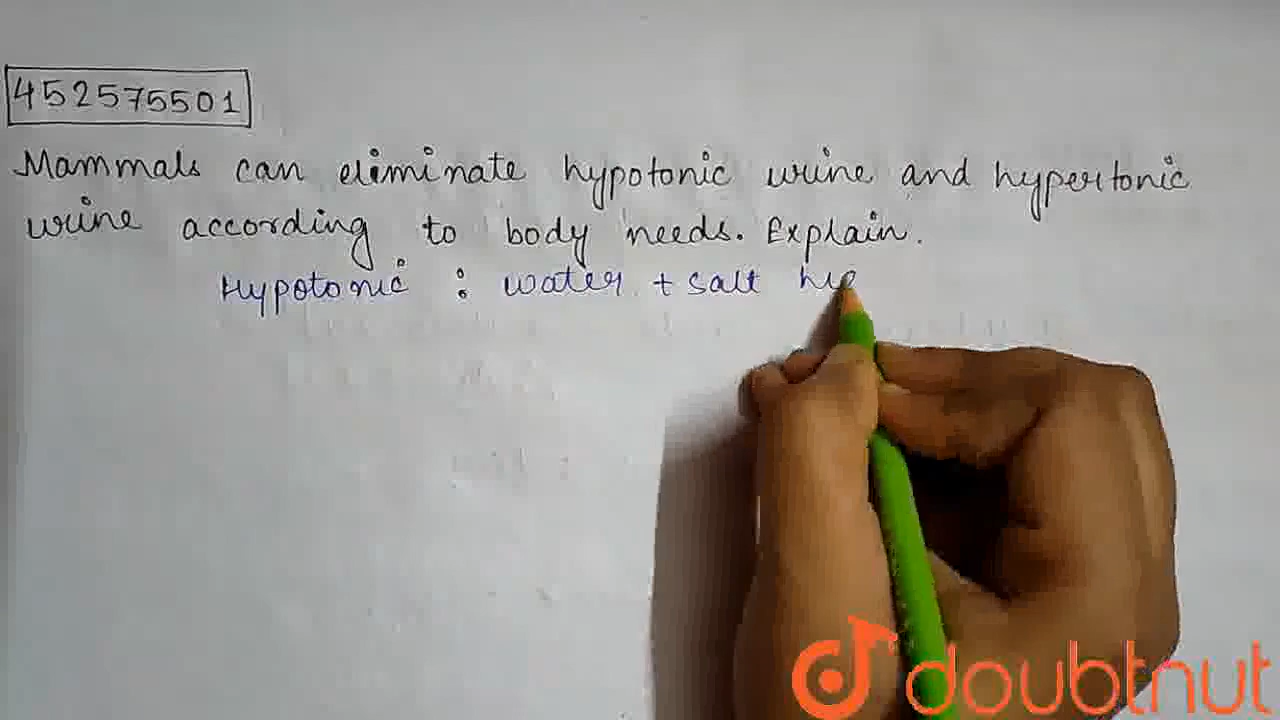 452575501
Mammals can eliminate hypotonic urine and hypertonic
urine according to body needs. Explain.
Hypotonic : water + salt
doubtnut